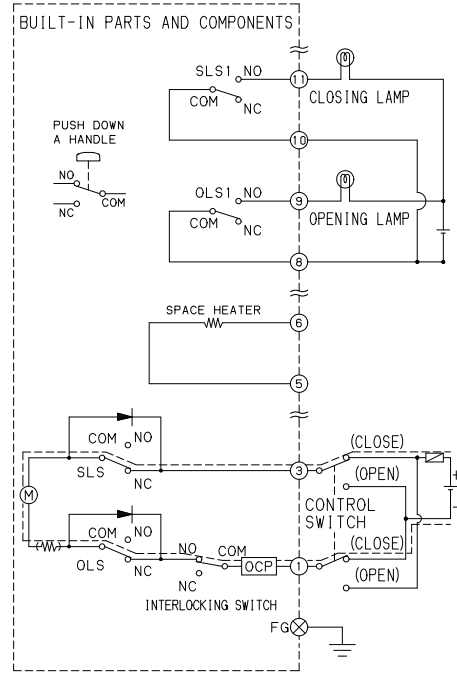 BUILT-IN PARTS AND COMPONENTS
SLS1 NO
COM
NC
11
CLOSING LAMP
10
PUSH DOWN
A HANDLE
NO
COM
NC
OLS1 NO
COM
NC
9
OPENING LAMP
8
SPACE HEATER
6
5
COM NO
SLS
NC
3
(CLOSE)
(OPEN)
+
-
M
CONTROL
SWITCH
COM NO
OLS
NC
NO
COM
NC
OCP
1
(CLOSE)
(OPEN)
INTERLOCKING SWITCH
FG